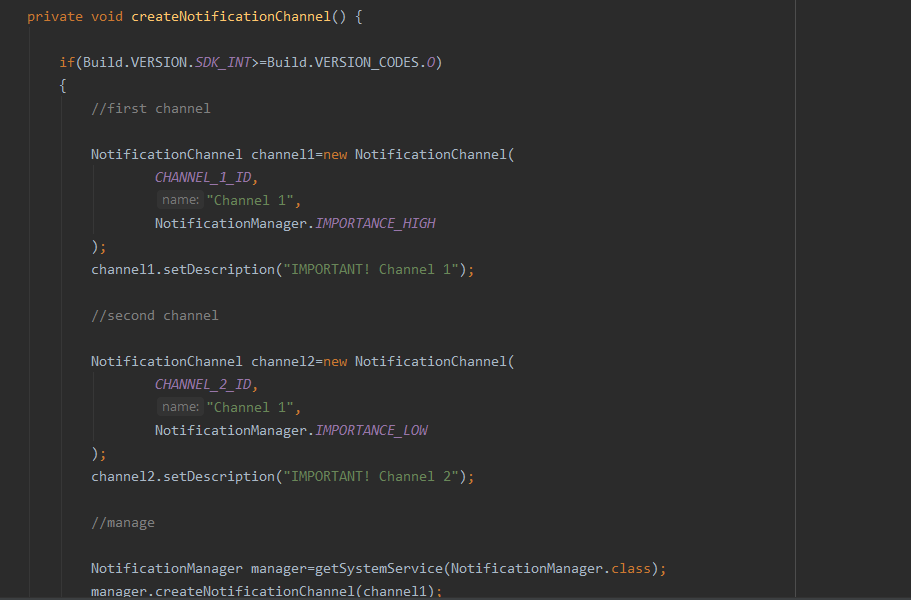 private void createNotificationChannel() {
if(Build.VERSION.SDK_INT>=Build.VERSION_CODES.O)
{
//first channel
NotificationChannel channel1=new NotificationChannel(
CHANNEL_1_ID,
name: "Channel 1",
NotificationManager.IMPORTANCE_HIGH
);
channel1.setDescription("IMPORTANT! Channel 1");
//second channel
NotificationChannel channel2=new NotificationChannel(
CHANNEL_2_ID,
name: "Channel 1",
NotificationManager.IMPORTANCE_LOW
);
channel2.setDescription("IMPORTANT! Channel 2");
//manage
NotificationManager manager=getSystemService(NotificationManager.class);
manager.createNotificationChannel(channel1);